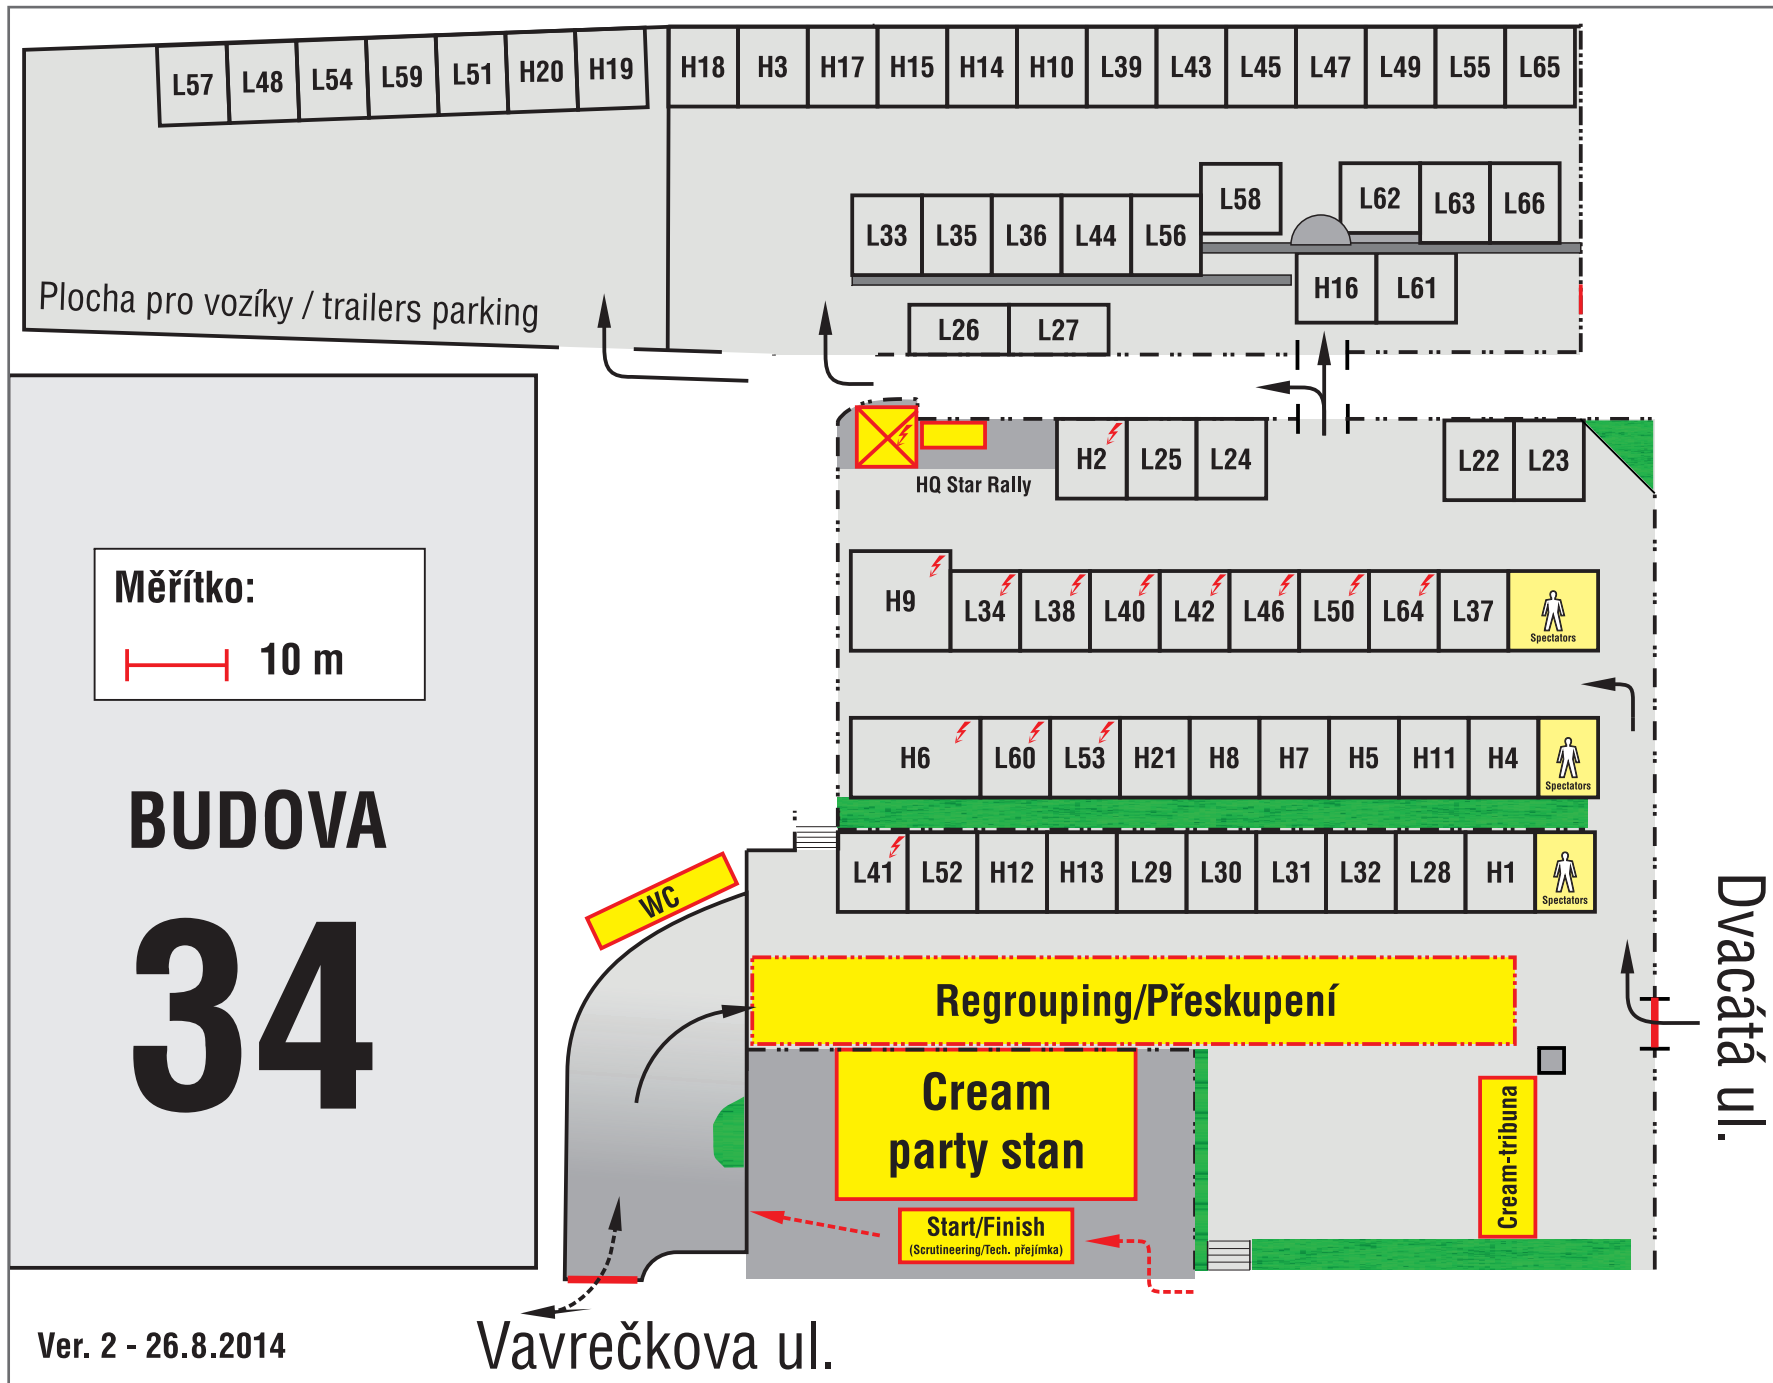 L57 L48 L54 L59 L51 H20 H19 H18 H3 H17 H15 H14 H10 L39 L43 L45 L47 L49 L55 L65
L58 L62 L63 L66
L33 L35 L36 L44 L56
H16 L61
Plocha pro vozíky / trailers parking
L26 L27
H2 L25 L24 L22 L23
HQ Star Rally
H9 L34 L38 L40 L42 L46 L50 L64 L37
Spectators
Měřítko:
10 m
H6 L60 L53 H21 H8 H7 H5 H11 H4
Spectators
BUDOVA
34
L41 L52 H12 H13 L29 L30 L31 L32 L28 H1
Spectators
WC
Dvacátá ul.
Regrouping/Přeskupení
Cream
party stan
Cream-tribuna
Start/Finish
(Scrutineering/Tech. přejímka)
Ver. 2 - 26.8.2014
Vavrečkova ul.